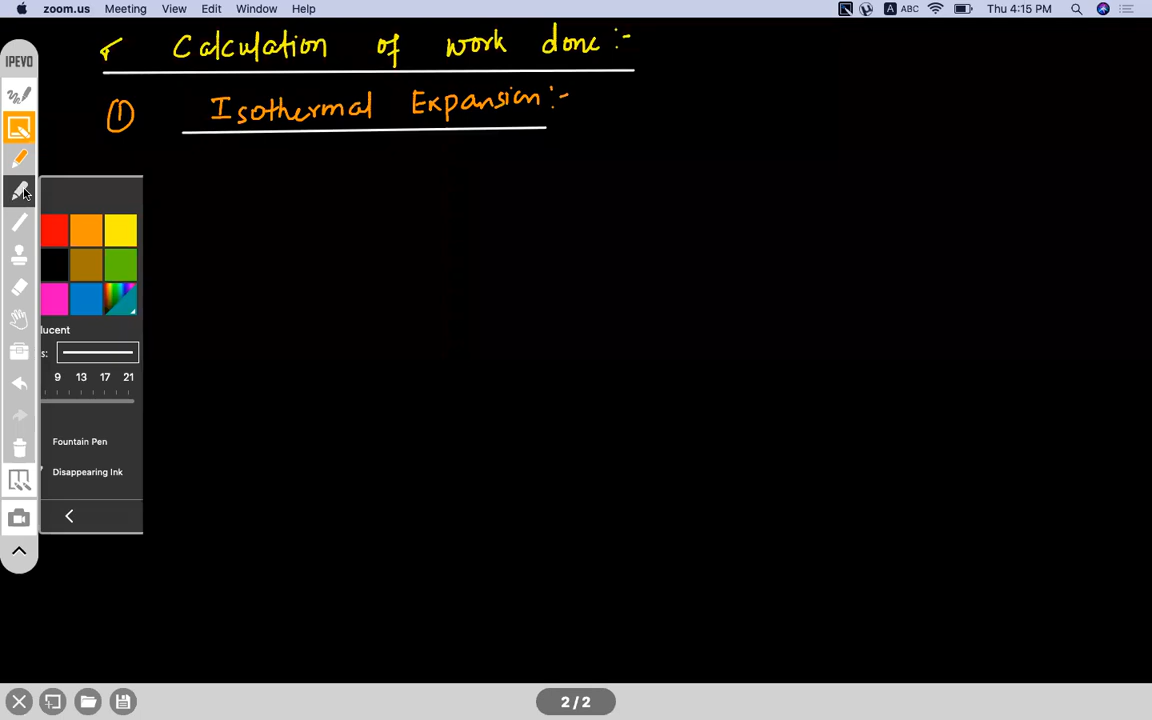 zoom.us Meeting View Edit Window Help ABC Thu 4:15 PM
Calculation of work done :-
IPEVO
① Isothermal Expansion :-
lucent
s:
9 13 17 21
Fountain Pen
Disappearing Ink
2 / 2